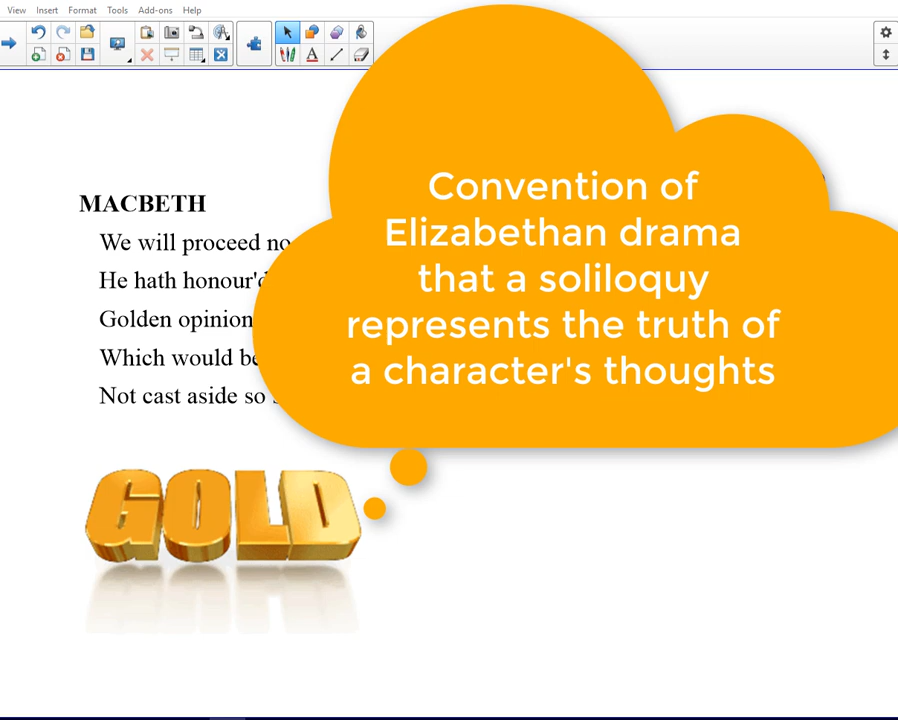 View Insert Format Tools Add-ons Help
Convention of
Elizabethan drama
that a soliloquy
represents the truth of
a character's thoughts
MACBETH
We will proceed no
He hath honour'd
Golden opinion
Which would be
Not cast aside so
GOLD